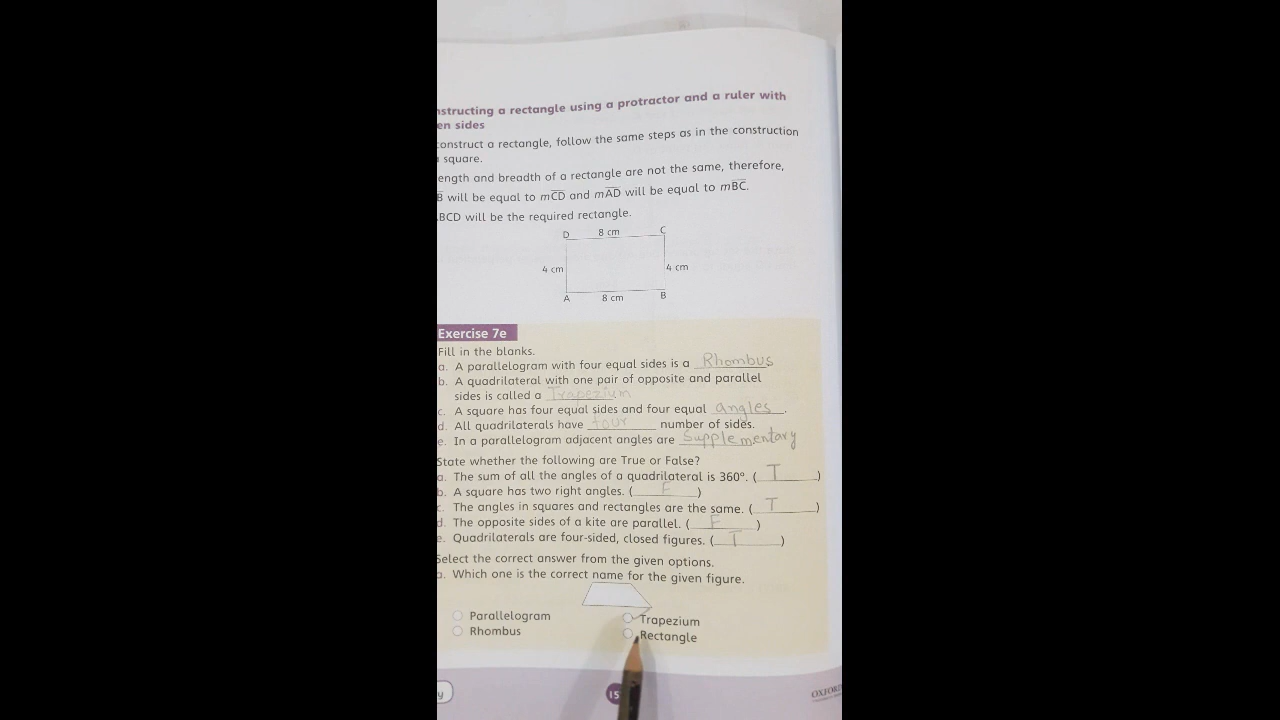 nstructing a rectangle using a protractor and a ruler with
en sides
construct a rectangle, follow the same steps as in the construction
a square.
ength and breadth of a rectangle are not the same, therefore,
B will be equal to mCD and mAD will be equal to mBC.
BCD will be the required rectangle.
D 8 cm C
4 cm 4 cm
A 8 cm B
Exercise 7e
Fill in the blanks.
a. A parallelogram with four equal sides is a Rhombus
b. A quadrilateral with one pair of opposite and parallel
sides is called a Trapezium
c. A square has four equal sides and four equal angles.
d. All quadrilaterals have four number of sides.
e. In a parallelogram adjacent angles are Supplementary
State whether the following are True or False?
a. The sum of all the angles of a quadrilateral is 360°. ( T )
b. A square has two right angles. ( F )
c. The angles in squares and rectangles are the same. ( T )
d. The opposite sides of a kite are parallel. ( F )
e. Quadrilaterals are four-sided, closed figures. ( T )
Select the correct answer from the given options.
a. Which one is the correct name for the given figure.
Parallelogram Trapezium
Rhombus Rectangle
y 15 OXFOR